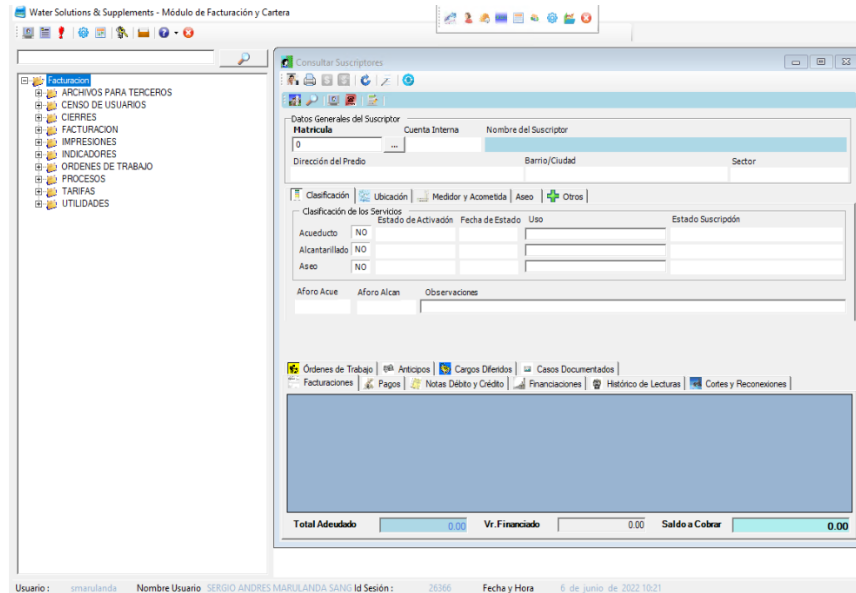 Water Solutions & Supplements - Módulo de Facturación y Cartera
Facturacion
ARCHIVOS PARA TERCEROS
CENSO DE USUARIOS
CIERRES
FACTURACION
IMPRESIONES
INDICADORES
ORDENES DE TRABAJO
PROCESOS
TARIFAS
UTILIDADES
Consultar Suscriptores
Datos Generales del Suscriptor
Matricula Cuenta Interna Nombre del Suscriptor
0 ...
Dirección del Predio Barrio/Ciudad Sector
Clasificación Ubicación Medidor y Acometida Aseo Otros
Clasificación de los Servicios
Estado de Activación Fecha de Estado Uso Estado Suscripción
Acueducto NO
Alcantarillado NO
Aseo NO
Aforo Acue Aforo Alcan Observaciones
Órdenes de Trabajo Anticipos Cargos Diferidos Casos Documentados
Facturaciones Pagos Notas Débito y Crédito Financiaciones Histórico de Lecturas Cortes y Reconexiones
Total Adeudado 0.00 Vr. Financiado 0.00 Saldo a Cobrar 0.00
Usuario : smarulanda Nombre Usuario SERGIO ANDRES MARULANDA SANG Id Sesión : 26366 Fecha y Hora 6 de junio de 2022 10:21